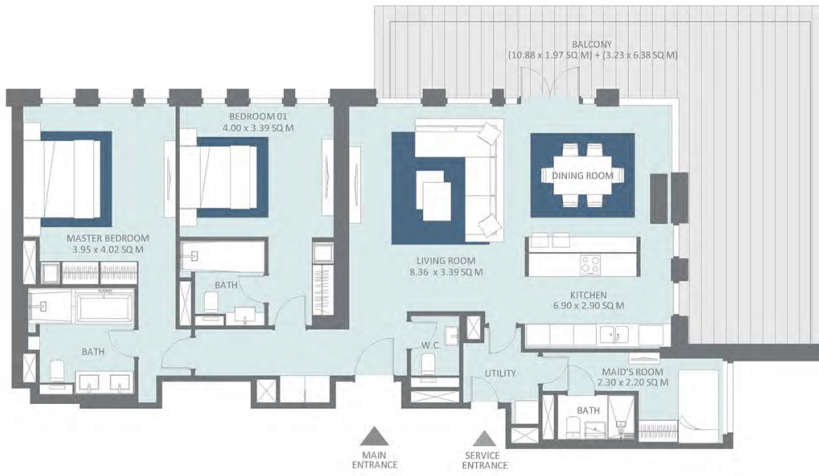 BALCONY
(10.88 x 1.97 SQ M) + (3.23 x 6.38 SQ M)
BEDROOM 01
4.00 x 3.39 SQ M
DINING ROOM
MASTER BEDROOM
3.95 x 4.02 SQ M
LIVING ROOM
8.36 x 3.39 SQ M
BATH
KITCHEN
6.90 x 2.90 SQ M
BATH
W.C.
UTILITY
MAID'S ROOM
2.30 x 2.20 SQ M
BATH
MAIN
ENTRANCE
SERVICE
ENTRANCE